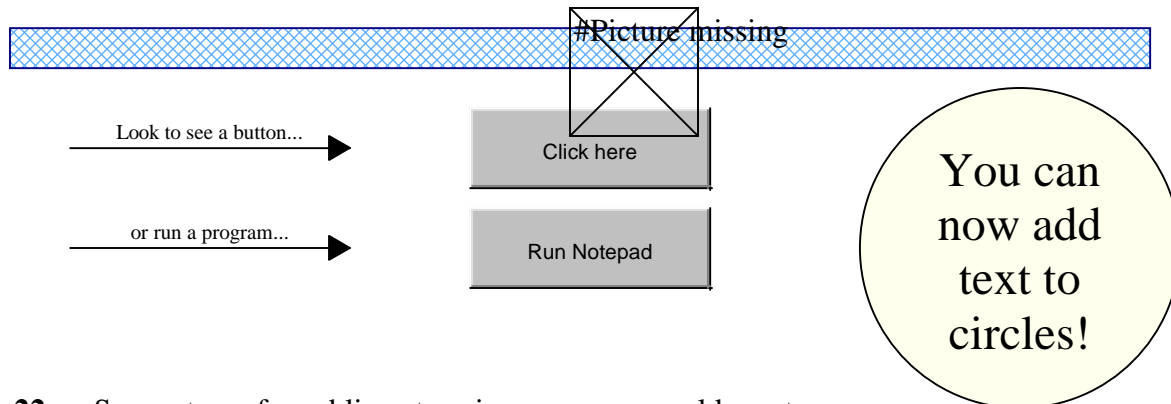 #Picture missing
Look to see a button...
Click here
or run a program...
Run Notepad
You can
now add
text to
circles!